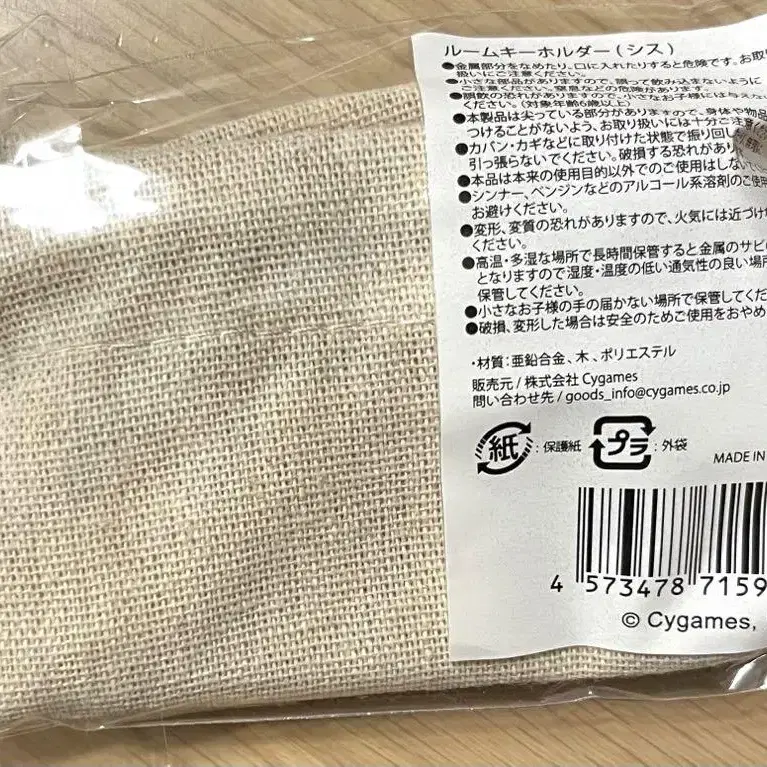 ルームキーホルダー(シス)
●金属部分をなめたり、口に入れたりすると危険です。お取り
扱いにご注意ください。
●小さな部品がありますので、誤って飲み込まないように
ご注意ください。窒息などの危険があります。
●誤飲の恐れがありますので、小さなお子様には与えな
ください。(対象年齢6歳以上)
●本製品は尖っている部分がありますので、身体や物品
つけることがないよう、お取り扱いには十分ご注意
●カバン・カギなどに取り付けた状態で振り回し
引っ張らないでください。破損する恐れがあり
●本品は本来の使用目的以外でのご使用はしない
●シンナー、ベンジンなどのアルコール系溶剤のご使用
お避けください。
●変形、変質の恐れがありますので、火気には近づけ
ください。
●高温・多湿な場所で長時間保管すると金属のサビ
となりますので湿度・温度の低い通気性の良い場所
保管してください。
●小さなお子様の手の届かない場所で保管してくだ
●破損、変形した場合は安全のためご使用をおやめ
・材質:亜鉛合金、木、ポリエステル
販売元 / 株式会社 Cygames
問い合わせ先 / goods_info@cygames.co.jp
紙 : 保護紙 プラ : 外袋
MADE IN
4 573478 7159
© Cygames,